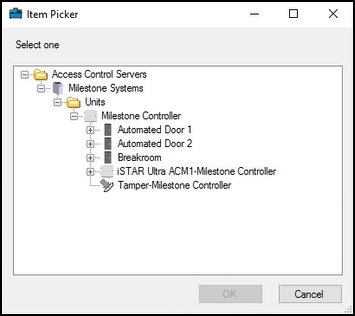 Item Picker
Select one
Access Control Servers
Milestone Systems
Units
Milestone Controller
Automated Door 1
Automated Door 2
Breakroom
iSTAR Ultra ACM1-Milestone Controller
Tamper-Milestone Controller
OK
Cancel